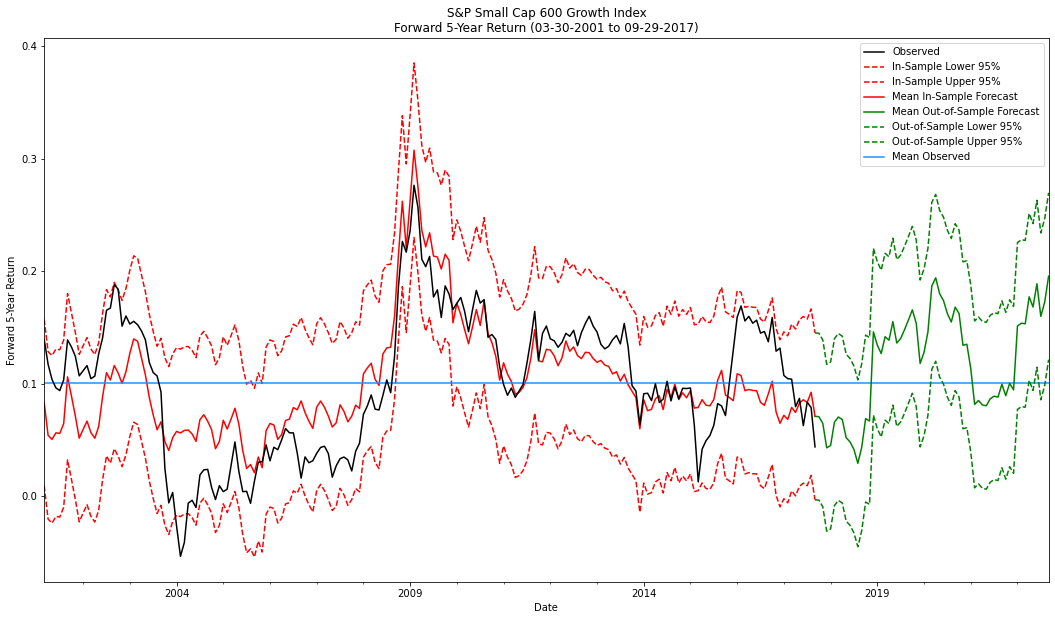 S&P Small Cap 600 Growth Index
Forward 5-Year Return (03-30-2001 to 09-29-2017)
Observed
In-Sample Lower 95%
In-Sample Upper 95%
Mean In-Sample Forecast
Mean Out-of-Sample Forecast
Out-of-Sample Lower 95%
Out-of-Sample Upper 95%
Mean Observed
0.4
0.3
0.2
0.1
0.0
Forward 5-Year Return
2004
2009
2014
2019
Date